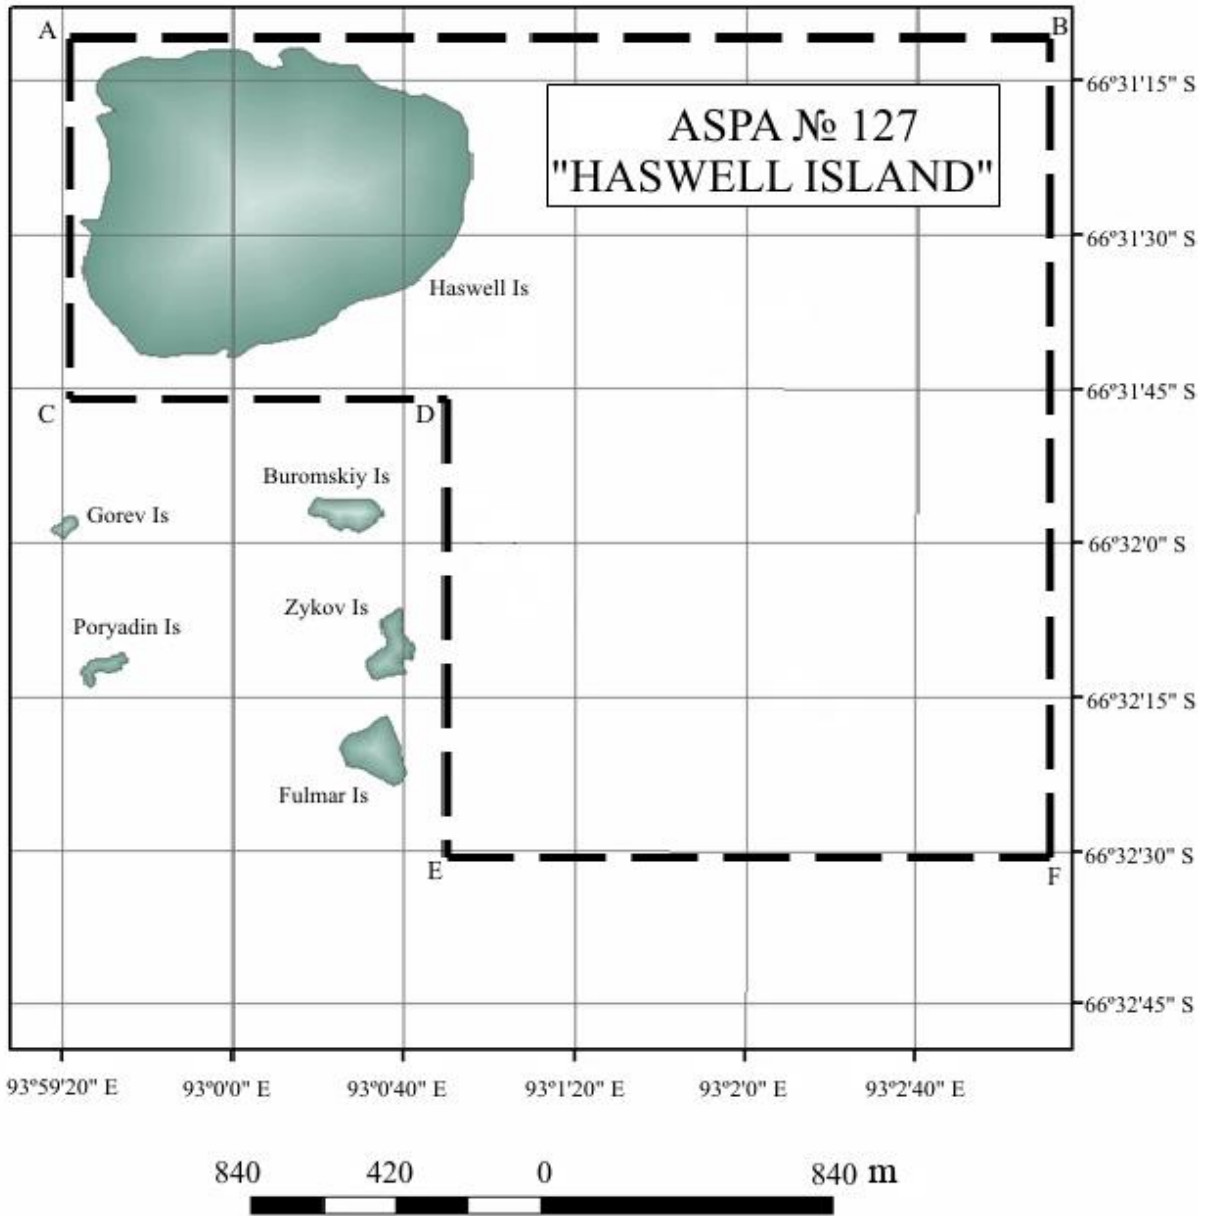 A
B
66º31'15" S
ASPA № 127
"HASWELL ISLAND"
66º31'30" S
Haswell Is
66º31'45" S
C
D
Buromskiy Is
Gorev Is
66º32'0" S
Zykov Is
Poryadin Is
66º32'15" S
Fulmar Is
66º32'30" S
E
F
66º32'45" S
93º59'20" E 93º0'0" E 93º0'40" E 93º1'20" E 93º2'0" E 93º2'40" E
840 420 0 840 m